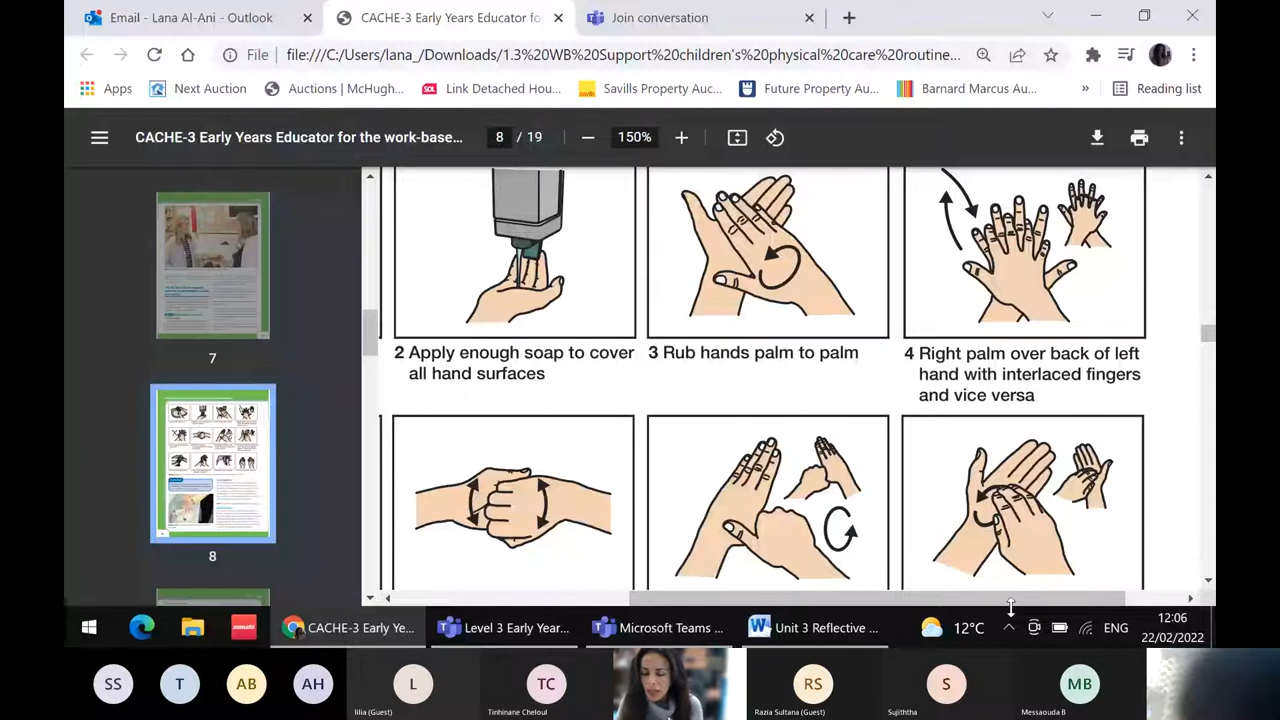 Email - Lana Al-Ani - Outlook
CACHE-3 Early Years Educator fo
Join conversation
File
file:///C:/Users/lana_/Downloads/1.3%20WB%20Support%20children's%20physical%20care%20routine...
Apps
Next Auction
Auctions | McHugh...
Link Detached Hou...
Savills Property Auc...
Future Property Au...
Barnard Marcus Au...
»
Reading list
CACHE-3 Early Years Educator for the work-base...
8 / 19
150%
7
8
2 Apply enough soap to cover
all hand surfaces
3 Rub hands palm to palm
4 Right palm over back of left
hand with interlaced fingers
and vice versa
zomato
CACHE-3 Early Ye...
Level 3 Early Year...
Microsoft Teams ...
Unit 3 Reflective ...
12°C
ENG
12:06
22/02/2022
SS
T
AB
AH
L
lilia (Guest)
TC
Tinhinane Cheloul
RS
Razia Sultana (Guest)
S
Sujiththa
MB
Messaouda B